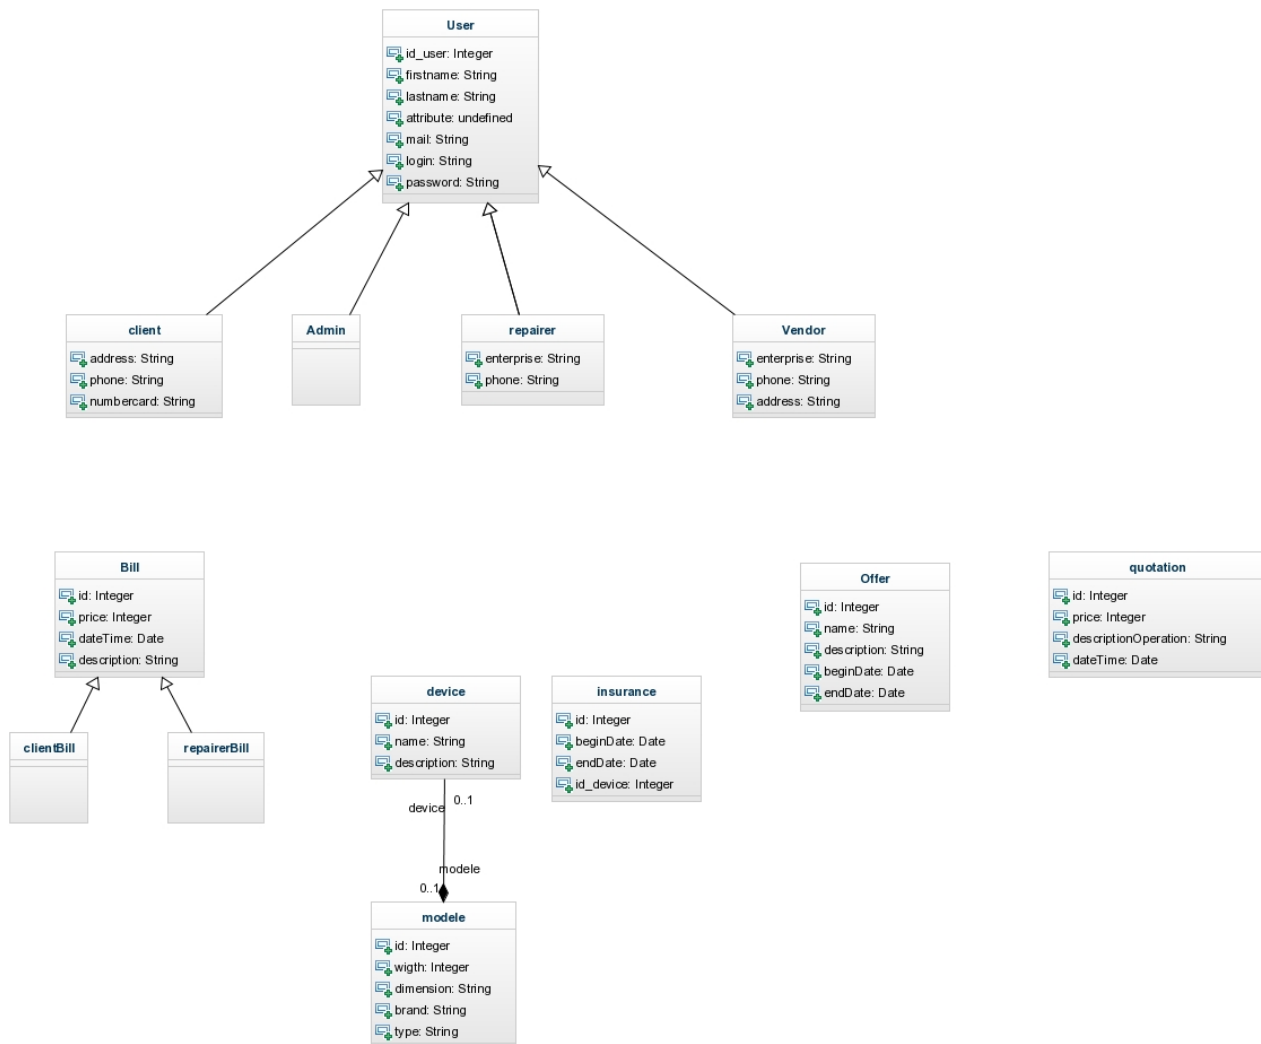 User
id_user: Integer
firstname: String
lastname: String
attribute: undefined
mail: String
login: String
password: String
client
address: String
phone: String
numbercard: String
Admin
repairer
enterprise: String
phone: String
Vendor
enterprise: String
phone: String
address: String
Bill
id: Integer
price: Integer
dateTime: Date
description: String
clientBill
repairerBill
device
id: Integer
name: String
description: String
device
0..1
modele
0..1
modele
id: Integer
wigth: Integer
dimension: String
brand: String
type: String
insurance
id: Integer
beginDate: Date
endDate: Date
id_device: Integer
Offer
id: Integer
name: String
description: String
beginDate: Date
endDate: Date
quotation
id: Integer
price: Integer
descriptionOperation: String
dateTime: Date